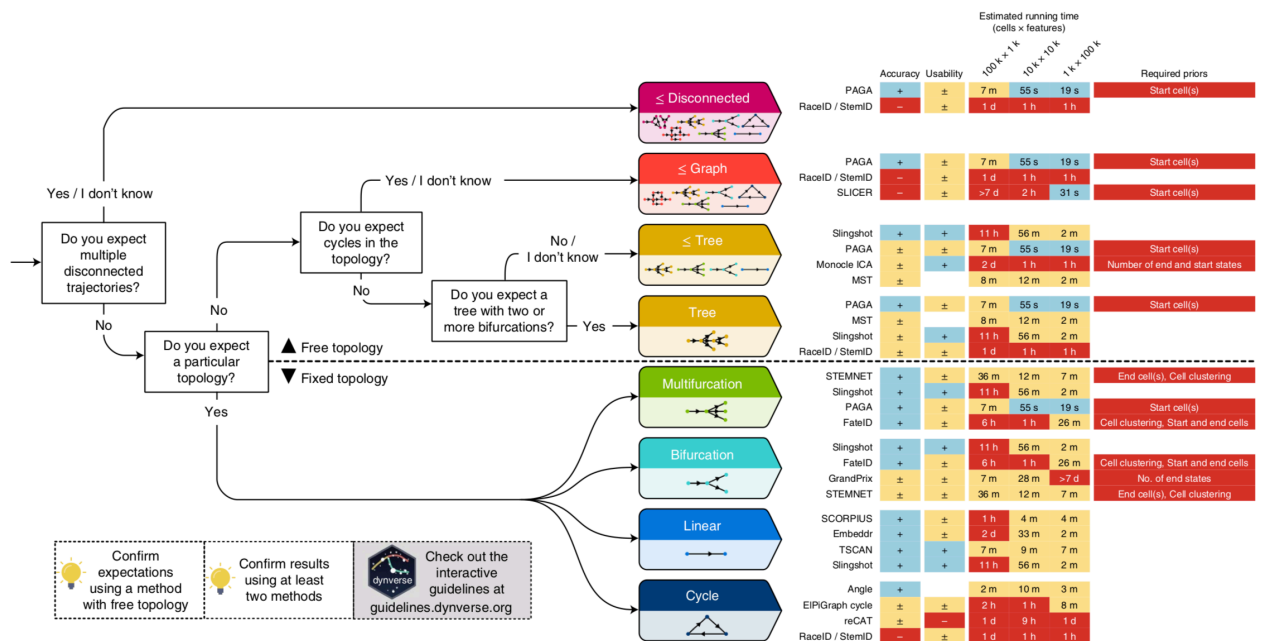 Estimated running time
(cells × features)
100 k × 1 k
10 k × 10 k
1 k × 100 k
Accuracy Usability Required priors
≤ Disconnected
PAGA + ± 7 m 55 s 19 s Start cell(s)
RaceID / StemID – ± 1 d 1 h 1 h
≤ Graph
PAGA + ± 7 m 55 s 19 s Start cell(s)
RaceID / StemID – ± 1 d 1 h 1 h
SLICER – ± >7 d 2 h 31 s Start cell(s)
Yes / I don't know
Yes / I don't know
Do you expect
multiple
disconnected
trajectories?
Do you expect
cycles in the
topology?
No /
I don't know
≤ Tree
Slingshot + + 11 h 56 m 2 m
PAGA ± ± 7 m 55 s 19 s Start cell(s)
Monocle ICA ± + 2 d 1 h 1 h Number of end and start states
MST ± 8 m 12 m 2 m
No
No
No
Do you expect a
tree with two or
more bifurcations?
Yes
Tree
PAGA + ± 7 m 55 s 19 s Start cell(s)
MST ± 8 m 12 m 2 m
Slingshot ± + 11 h 56 m 2 m
RaceID / StemID ± ± 1 d 1 h 1 h
Do you expect
a particular
topology?
▲ Free topology
▼ Fixed topology
Yes
Multifurcation
STEMNET + ± 36 m 12 m 7 m End cell(s), Cell clustering
Slingshot + + 11 h 56 m 2 m
PAGA + ± 7 m 55 s 19 s Start cell(s)
FateID + ± 6 h 1 h 26 m Cell clustering, Start and end cells
Bifurcation
Slingshot + + 11 h 56 m 2 m
FateID + ± 6 h 1 h 26 m Cell clustering, Start and end cells
GrandPrix ± ± 7 m 28 m >7 d No. of end states
STEMNET ± ± 36 m 12 m 7 m End cell(s), Cell clustering
Linear
SCORPIUS + ± 1 h 4 m 4 m
Embeddr + ± 2 d 33 m 2 m
TSCAN + + 7 m 9 m 7 m
Slingshot + + 11 h 56 m 2 m
Cycle
Angle + 2 m 10 m 3 m
ElPiGraph cycle ± ± 2 h 1 h 8 m
reCAT ± – 1 d 9 h 1 d
RaceID / StemID – ± 1 d 1 h 1 h
Confirm
expectations
using a method
with free topology
Confirm results
using at least
two methods
dynverse
Check out the
interactive
guidelines at
guidelines.dynverse.org